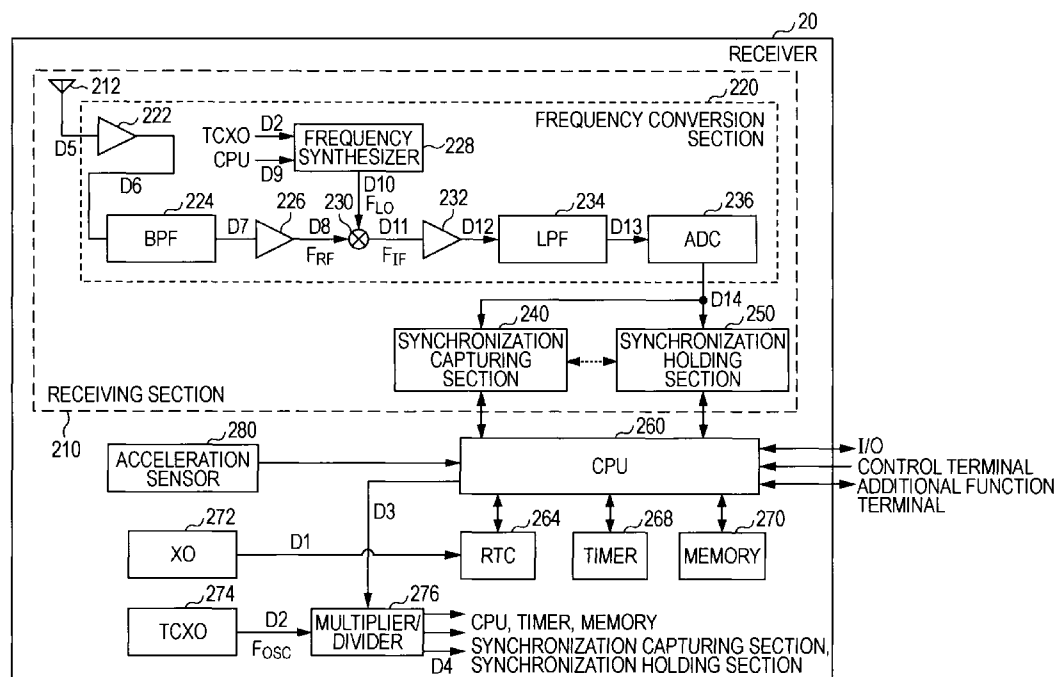 20
RECEIVER
212
220
222
FREQUENCY CONVERSION
SECTION
D5
TCXO
D2
CPU
D9
FREQUENCY
SYNTHESIZER
228
D6
D10
FLO
224
226
230
232
234
236
BPF
D7
D8
FRF
D11
FIF
D12
LPF
D13
ADC
D14
240
250
SYNCHRONIZATION
CAPTURING
SECTION
SYNCHRONIZATION
HOLDING
SECTION
RECEIVING SECTION
210
280
260
ACCELERATION
SENSOR
CPU
I/O
CONTROL TERMINAL
ADDITIONAL FUNCTION
TERMINAL
D3
272
264
268
270
XO
D1
RTC
TIMER
MEMORY
274
276
TCXO
D2
FOSC
MULTIPLIER/
DIVIDER
D4
CPU, TIMER, MEMORY
SYNCHRONIZATION CAPTURING SECTION,
SYNCHRONIZATION HOLDING SECTION